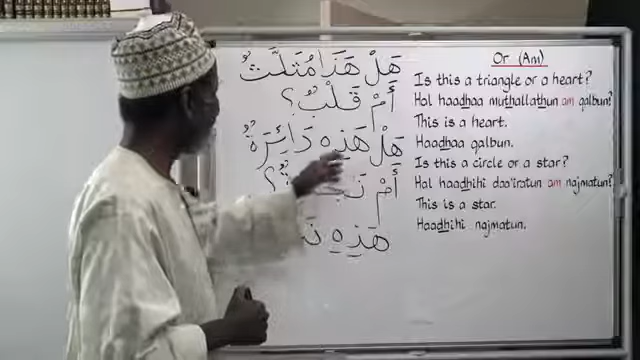 هَلْ هَذَا مُثَلَّثٌ
أَمْ قَلْبٌ؟
هَلْ هَذِهِ دَائِرَةٌ
أَمْ
هَذِهِ
Or (Am)
Is this a triangle or a heart?
Hal haadhaa muthallathun am qalbun?
This is a heart.
Haadhaa qalbun.
Is this a circle or a star?
Hal haadhihi daa'iratun am najmatun?
This is a star.
Haadhihi najmatun.